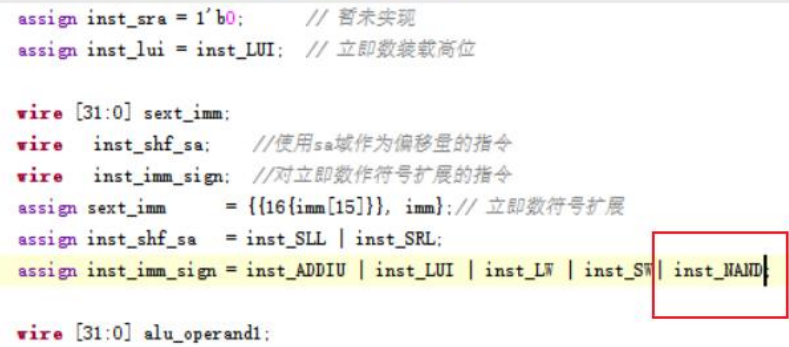 assign inst_sra = 1'b0; // 暂未实现
assign inst_lui = inst_LUI; // 立即数装载高位
wire [31:0] sext_imm;
wire inst_shf_sa; //使用sa域作为偏移量的指令
wire inst_imm_sign; //对立即数作符号扩展的指令
assign sext_imm = {{16{imm[15]}}, imm};// 立即数符号扩展
assign inst_shf_sa = inst_SLL | inst_SRL;
assign inst_imm_sign = inst_ADDIU | inst_LUI | inst_LW | inst_SW| inst_NAND;
wire [31:0] alu_operand1;